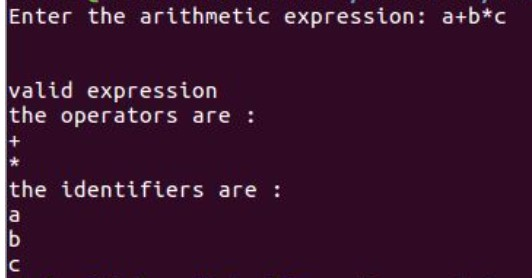 Enter the arithmetic expression: a+b*c
valid expression
the operators are :
+
*
the identifiers are :
a
b
c